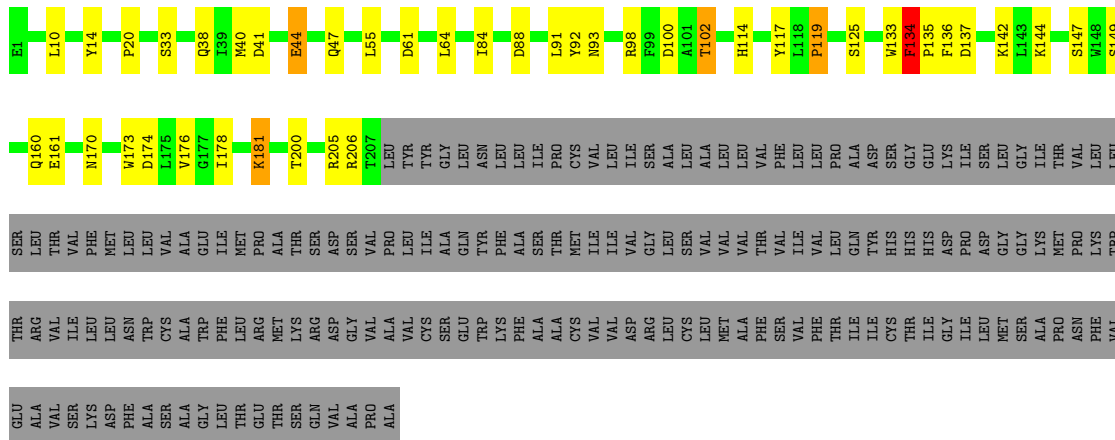 E1 L10 Y14 P20 S33 Q38 I39 M40 D41 E44 Q47 L55 D61 L64 I84 D88 L91 Y92 N93 R98 F99 D100 A101 T102 H114 Y117 L118 P119 S125 W133 F134 P135 F136 D137 K142 L143 K144 S147 W148 S149
Q160 E161 N170 W173 D174 L175 V176 G177 I178 K181 T200 R205 R206 T207 LEU TYR TYR GLY LEU ASN LEU LEU ILE PRO CYS VAL LEU ILE SER ALA LEU ALA LEU LEU VAL PHE LEU LEU PRO ALA ASP SER GLY GLU LYS ILE SER LEU GLY ILE THR VAL LEU LEU
SER LEU THR VAL PHE MET LEU LEU VAL ALA GLU ILE MET PRO ALA THR SER ASP SER VAL PRO LEU ILE ALA GLN TYR PHE ALA SER THR MET ILE ILE VAL GLY LEU SER VAL VAL VAL THR VAL ILE VAL LEU GLN TYR HIS HIS HIS ASP PRO ASP GLY GLY LYS MET PRO LYS TRP
THR ARG VAL ILE LEU LEU ASN TRP CYS ALA TRP PHE LEU ARG MET LYS ARG ASP GLY VAL ALA VAL CYS SER GLU TRP LYS PHE ALA ALA CYS VAL VAL ASP ARG LEU CYS LEU MET ALA PHE SER VAL PHE THR ILE ILE CYS THR ILE GLY ILE LEU MET SER ALA PRO ASN PHE VAL
GLU ALA VAL SER LYS ASP PHE ALA SER ALA GLY LEU THR GLU THR SER GLN VAL ALA PRO ALA